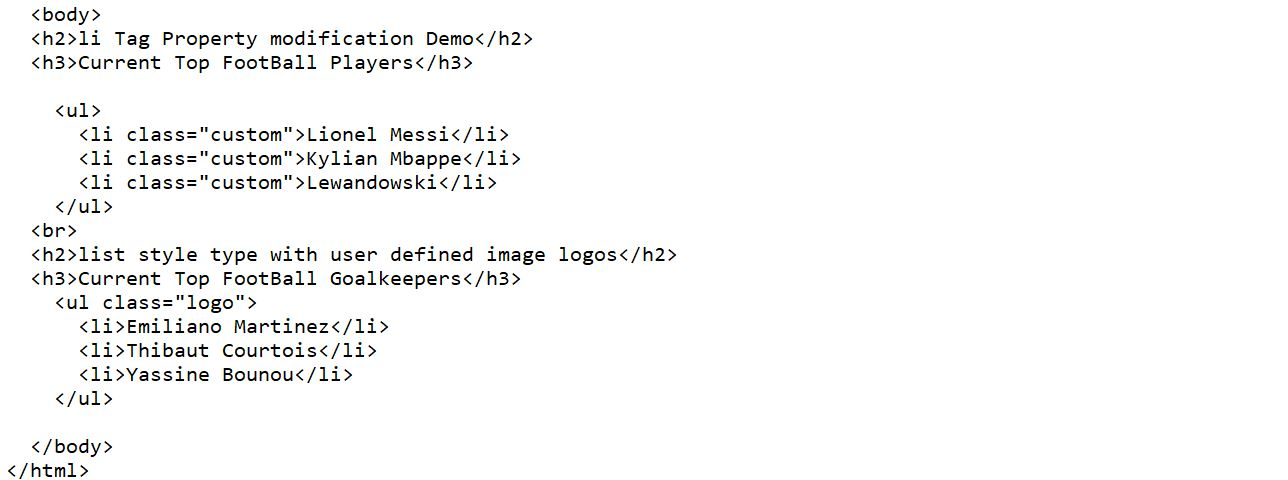 <body>
<h2>li Tag Property modification Demo</h2>
<h3>Current Top FootBall Players</h3>
<ul>
<li class="custom">Lionel Messi</li>
<li class="custom">Kylian Mbappe</li>
<li class="custom">Lewandowski</li>
</ul>
<br>
<h2>list style type with user defined image logos</h2>
<h3>Current Top FootBall Goalkeepers</h3>
<ul class="logo">
<li>Emiliano Martinez</li>
<li>Thibaut Courtois</li>
<li>Yassine Bounou</li>
</ul>
</body>
</html>